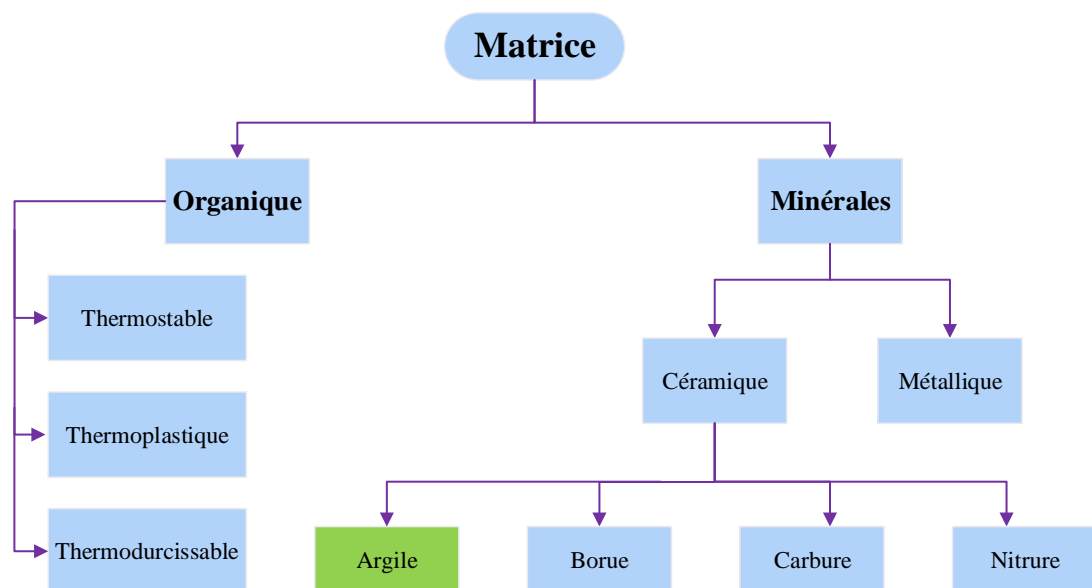 Matrice
Organique
Minérales
Thermostable
Céramique
Métallique
Thermoplastique
Thermodurcissable
Argile
Borue
Carbure
Nitrure